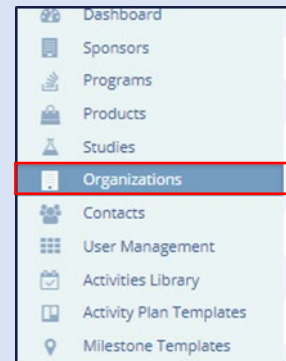 Dashboard
Sponsors
Programs
Products
Studies
Organizations
Contacts
User Management
Activities Library
Activity Plan Templates
Milestone Templates